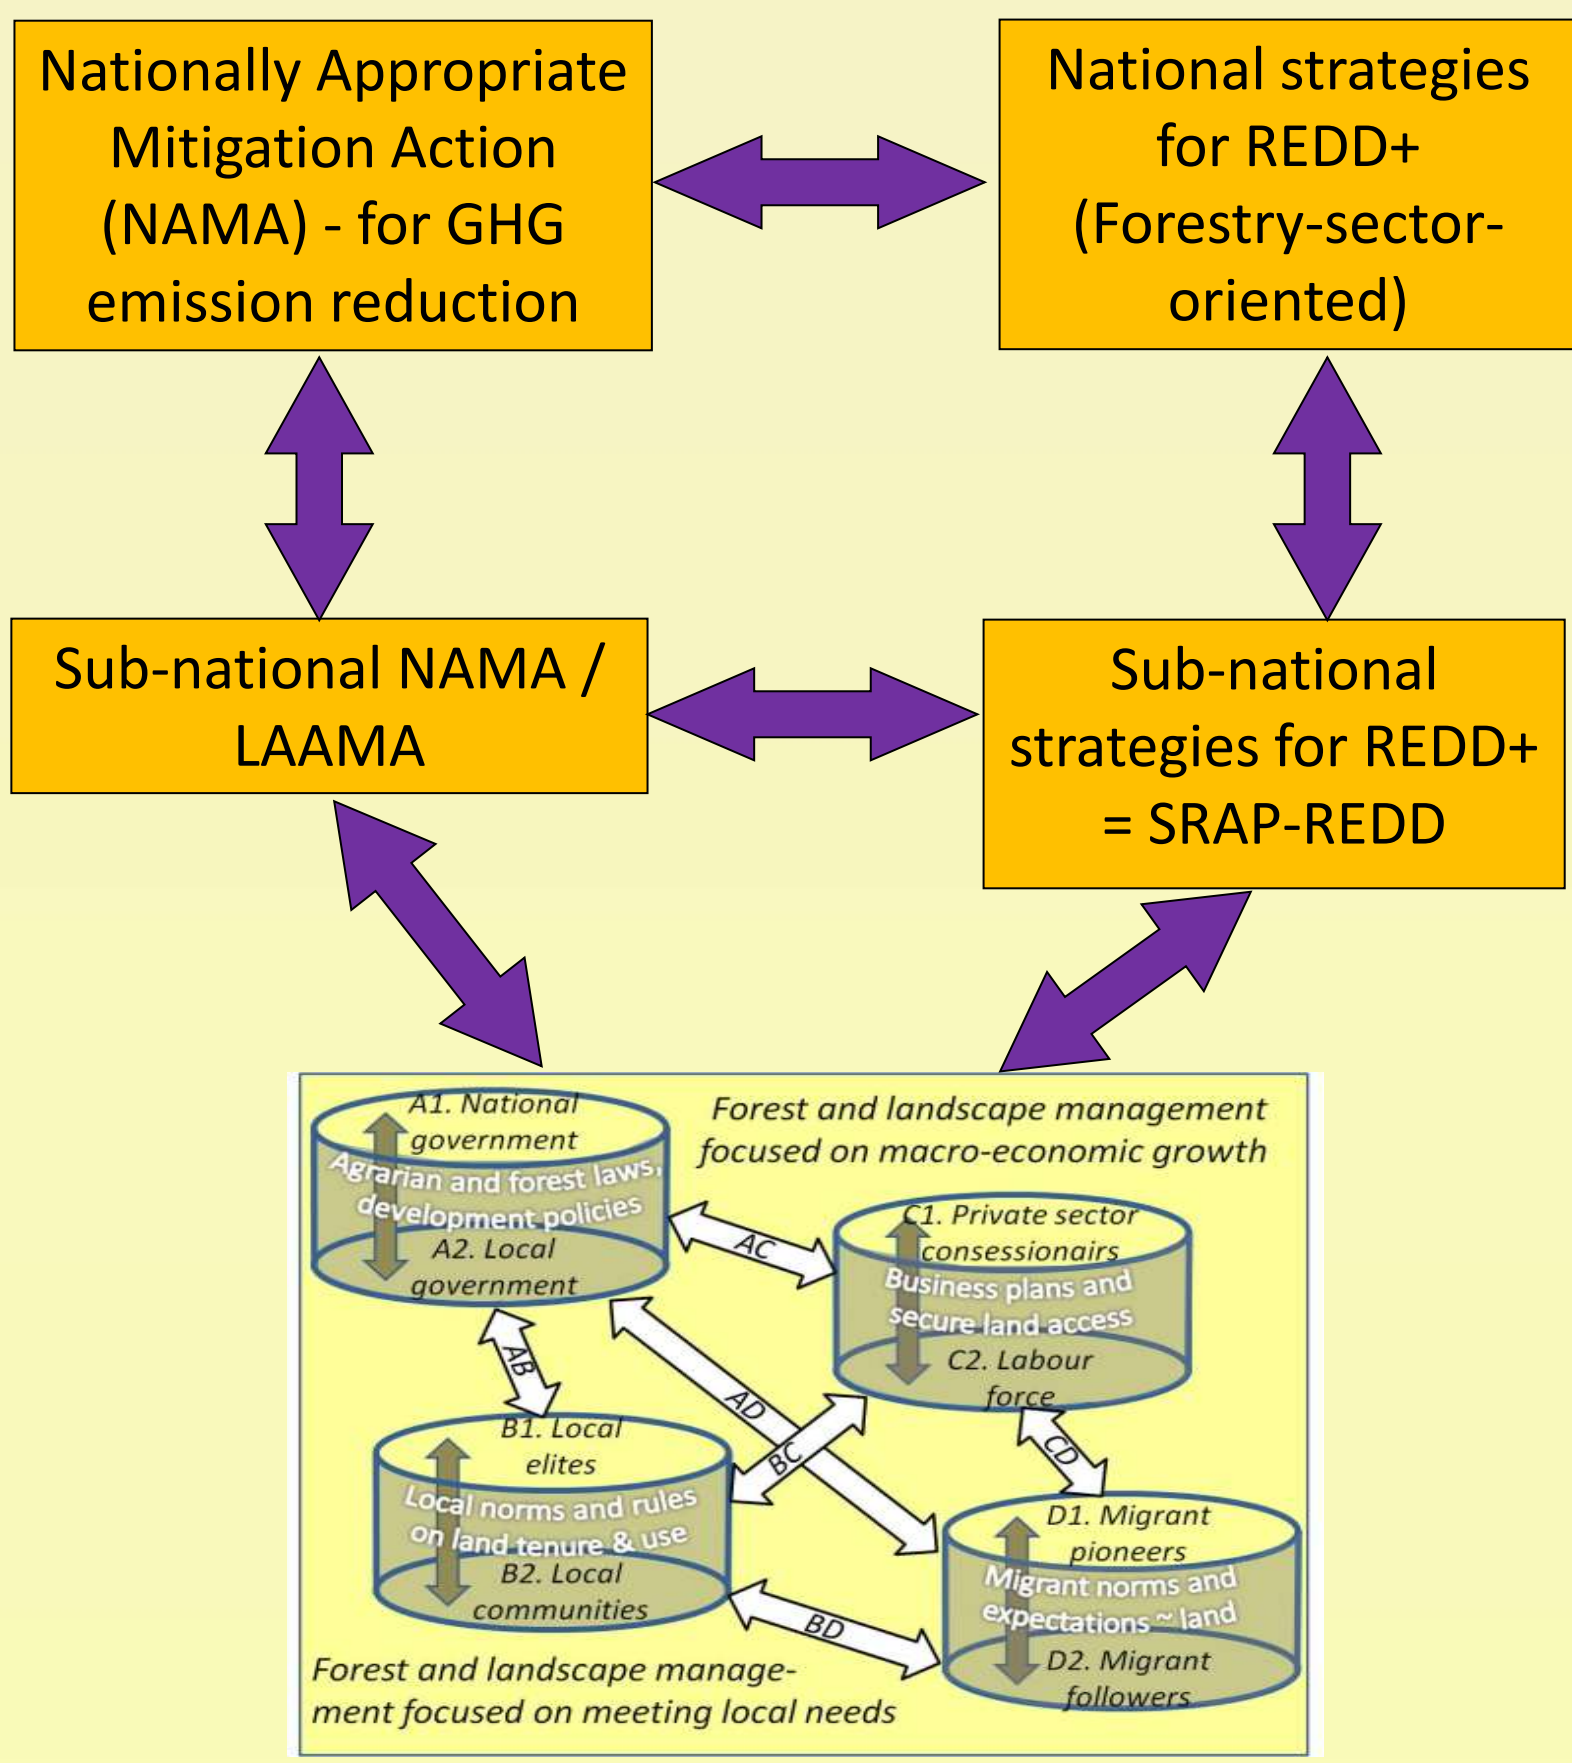 Nationally Appropriate
Mitigation Action
(NAMA) - for GHG
emission reduction
National strategies
for REDD+
(Forestry-sector-
oriented)
Sub-national NAMA /
LAAMA
Sub-national
strategies for REDD+
= SRAP-REDD
A1. National
government
Agrarian and forest laws,
development policies
A2. Local
government
Forest and landscape management
focused on macro-economic growth
AC
C1. Private sector
consessionairs
Business plans and
secure land access
C2. Labour
force
AB
AD
BC
CD
B1. Local
elites
Local norms and rules
on land tenure & use
B2. Local
communities
D1. Migrant
pioneers
Migrant norms and
expectations ~ land
D2. Migrant
followers
BD
Forest and landscape manage-
ment focused on meeting local needs